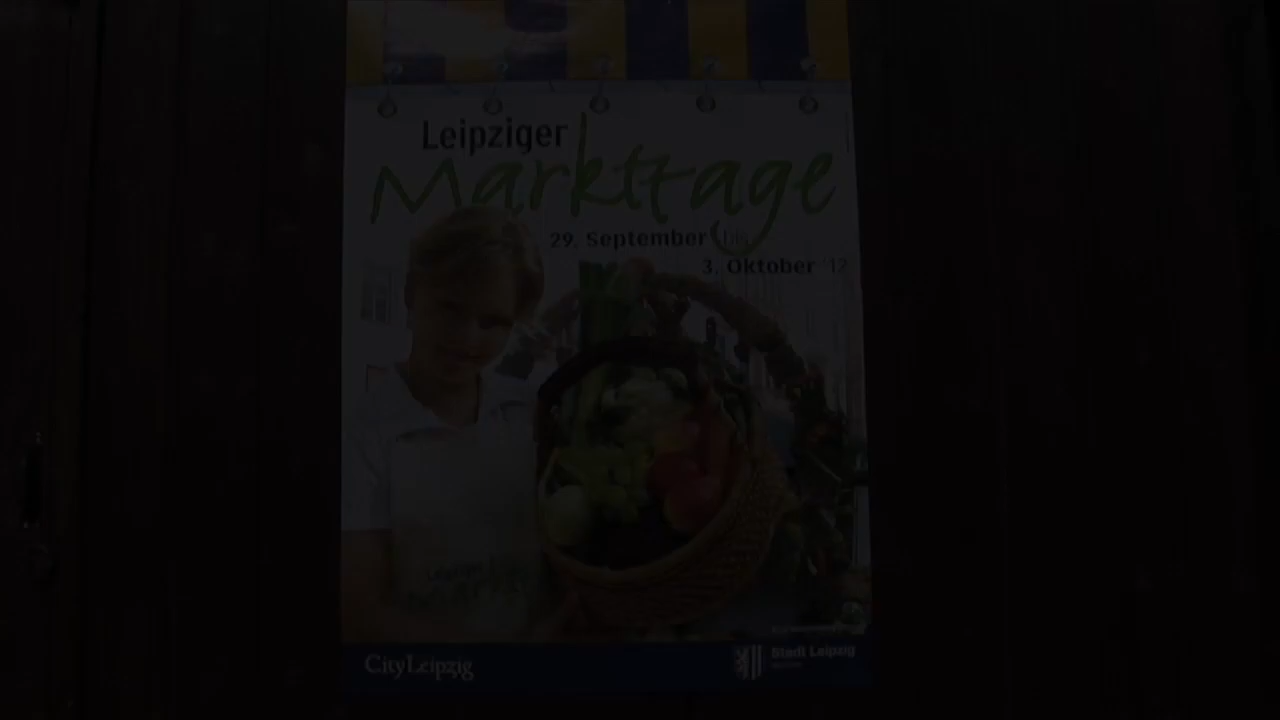 Leipziger
Markttage
29. September bis
3. Oktober '12
CityLeipzig
Stadt Leipzig